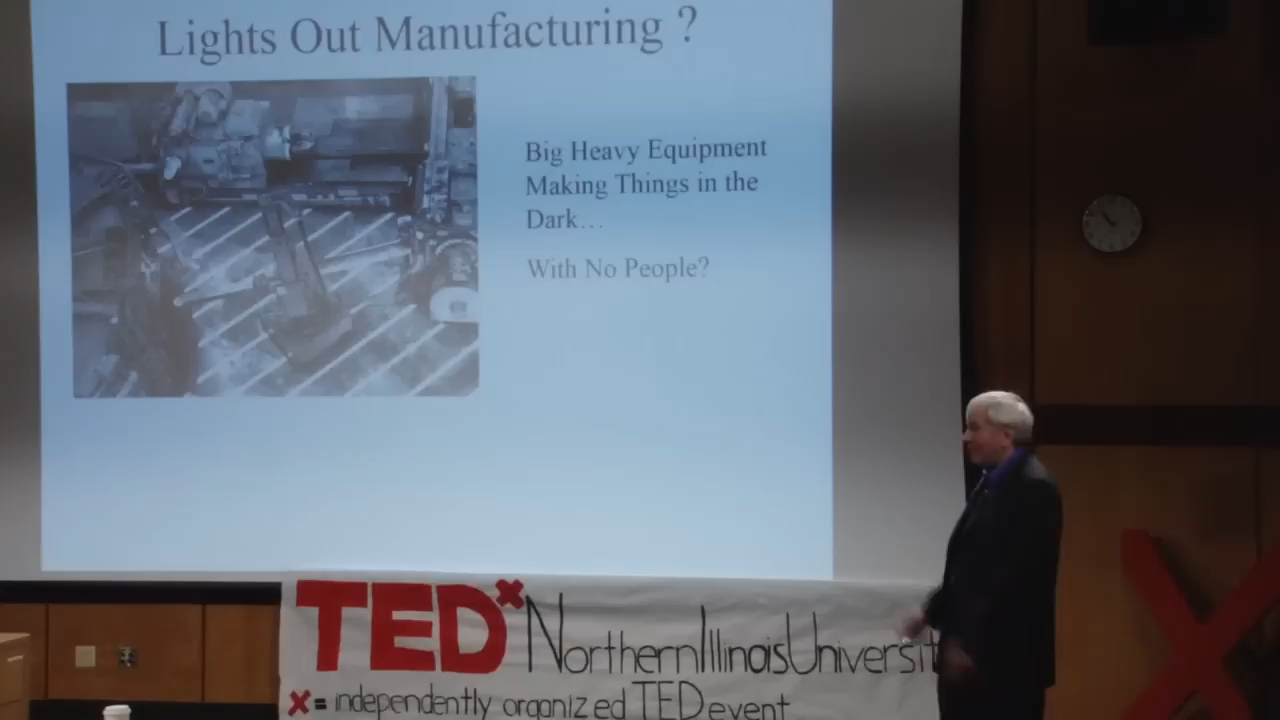 Lights Out Manufacturing ?
Big Heavy Equipment
Making Things in the
Dark...
With No People?
TEDx NorthernIllinoisUniversit
x = independently organized TED event